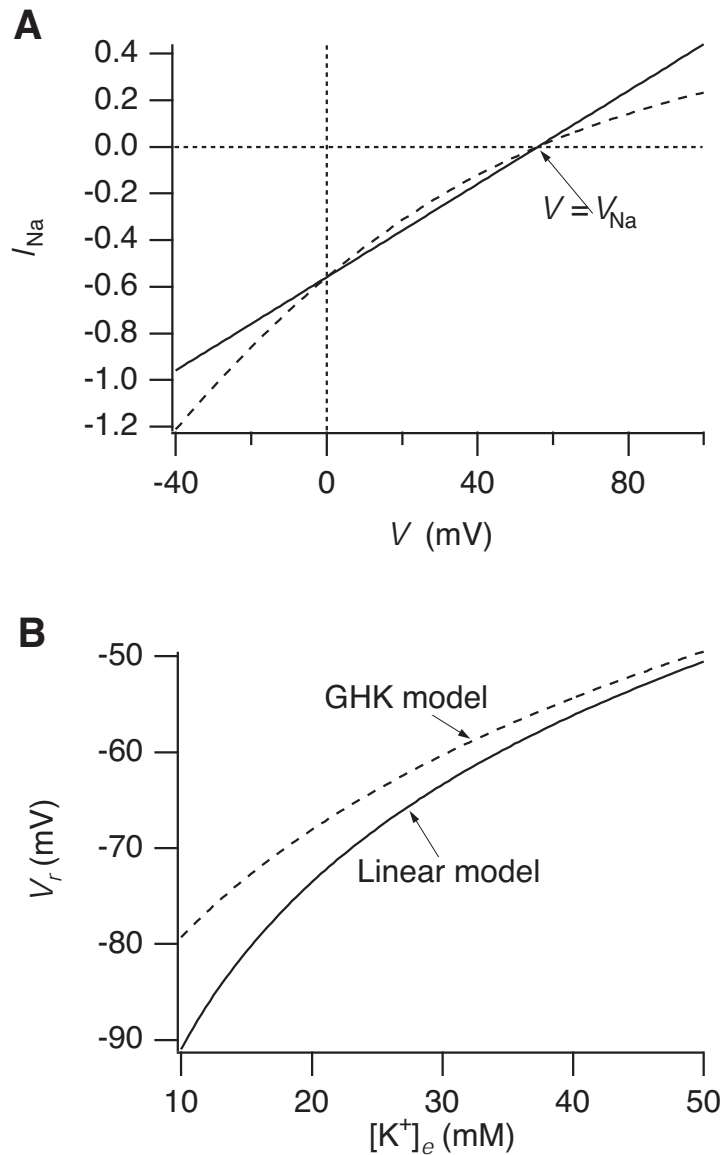 A
0.4
0.2
0.0
-0.2
-0.4
-0.6
-0.8
-1.0
-1.2
I_Na
V = V_Na
-40 0 40 80
V (mV)
B
-50
-60
-70
-80
-90
V_r (mV)
GHK model
Linear model
10 20 30 40 50
[K⁺]_e (mM)